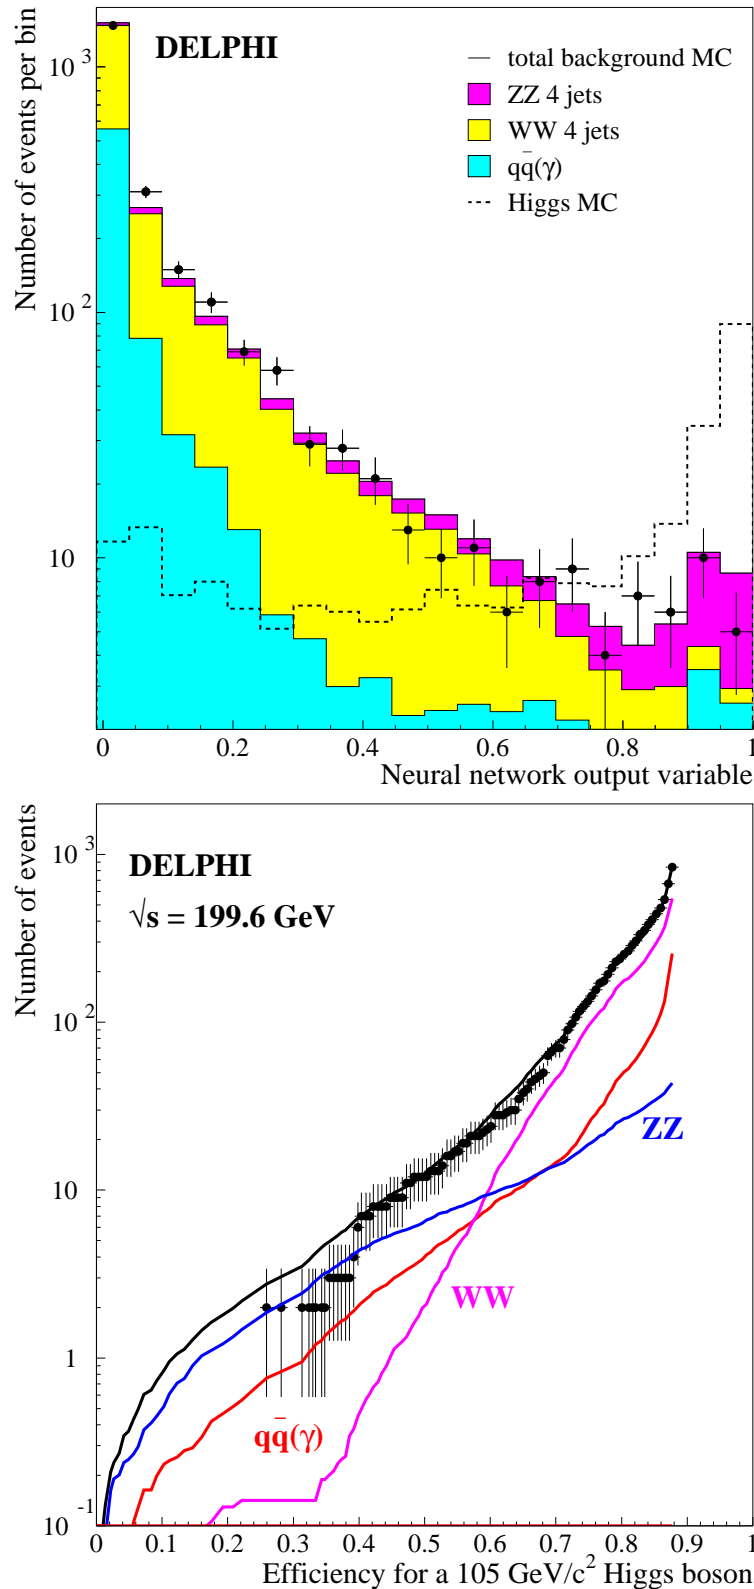 DELPHI
— total background MC
ZZ 4 jets
WW 4 jets
qq̄(γ)
Higgs MC
Number of events per bin
10³
10²
10
0 0.2 0.4 0.6 0.8 1
Neural network output variable
DELPHI
√s = 199.6 GeV
Number of events
10³
10²
10
1
10⁻¹
ZZ
WW
qq̄(γ)
0 0.1 0.2 0.3 0.4 0.5 0.6 0.7 0.8 0.9 1
Efficiency for a 105 GeV/c² Higgs boson